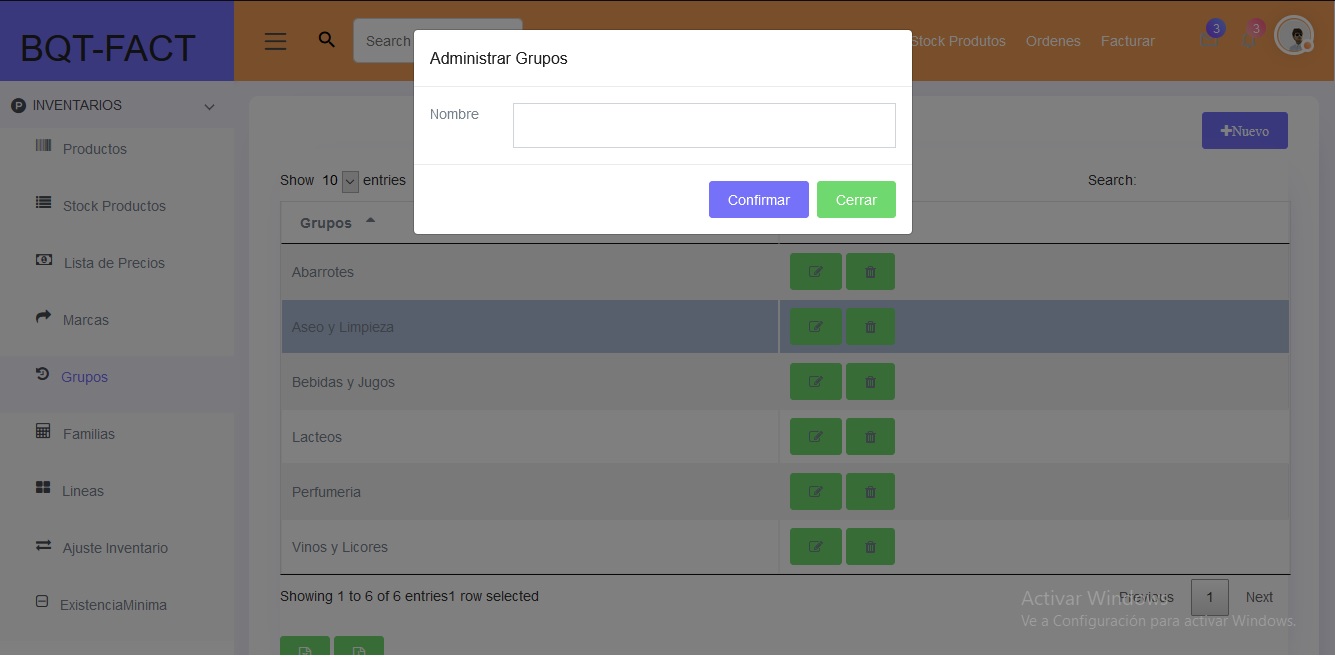 BQT-FACT
Search
Stock Produtos
Ordenes
Facturar
3
3
INVENTARIOS
Productos
Stock Productos
Lista de Precios
Marcas
Grupos
Familias
Lineas
Ajuste Inventario
ExistenciaMinima
Administrar Grupos
Nombre
Confirmar
Cerrar
Nuevo
Show 10 entries
Search:
Grupos
Abarrotes
Aseo y Limpieza
Bebidas y Jugos
Lacteos
Perfumeria
Vinos y Licores
Showing 1 to 6 of 6 entries1 row selected
Previous
1
Next
Activar Windows
Ve a Configuración para activar Windows.